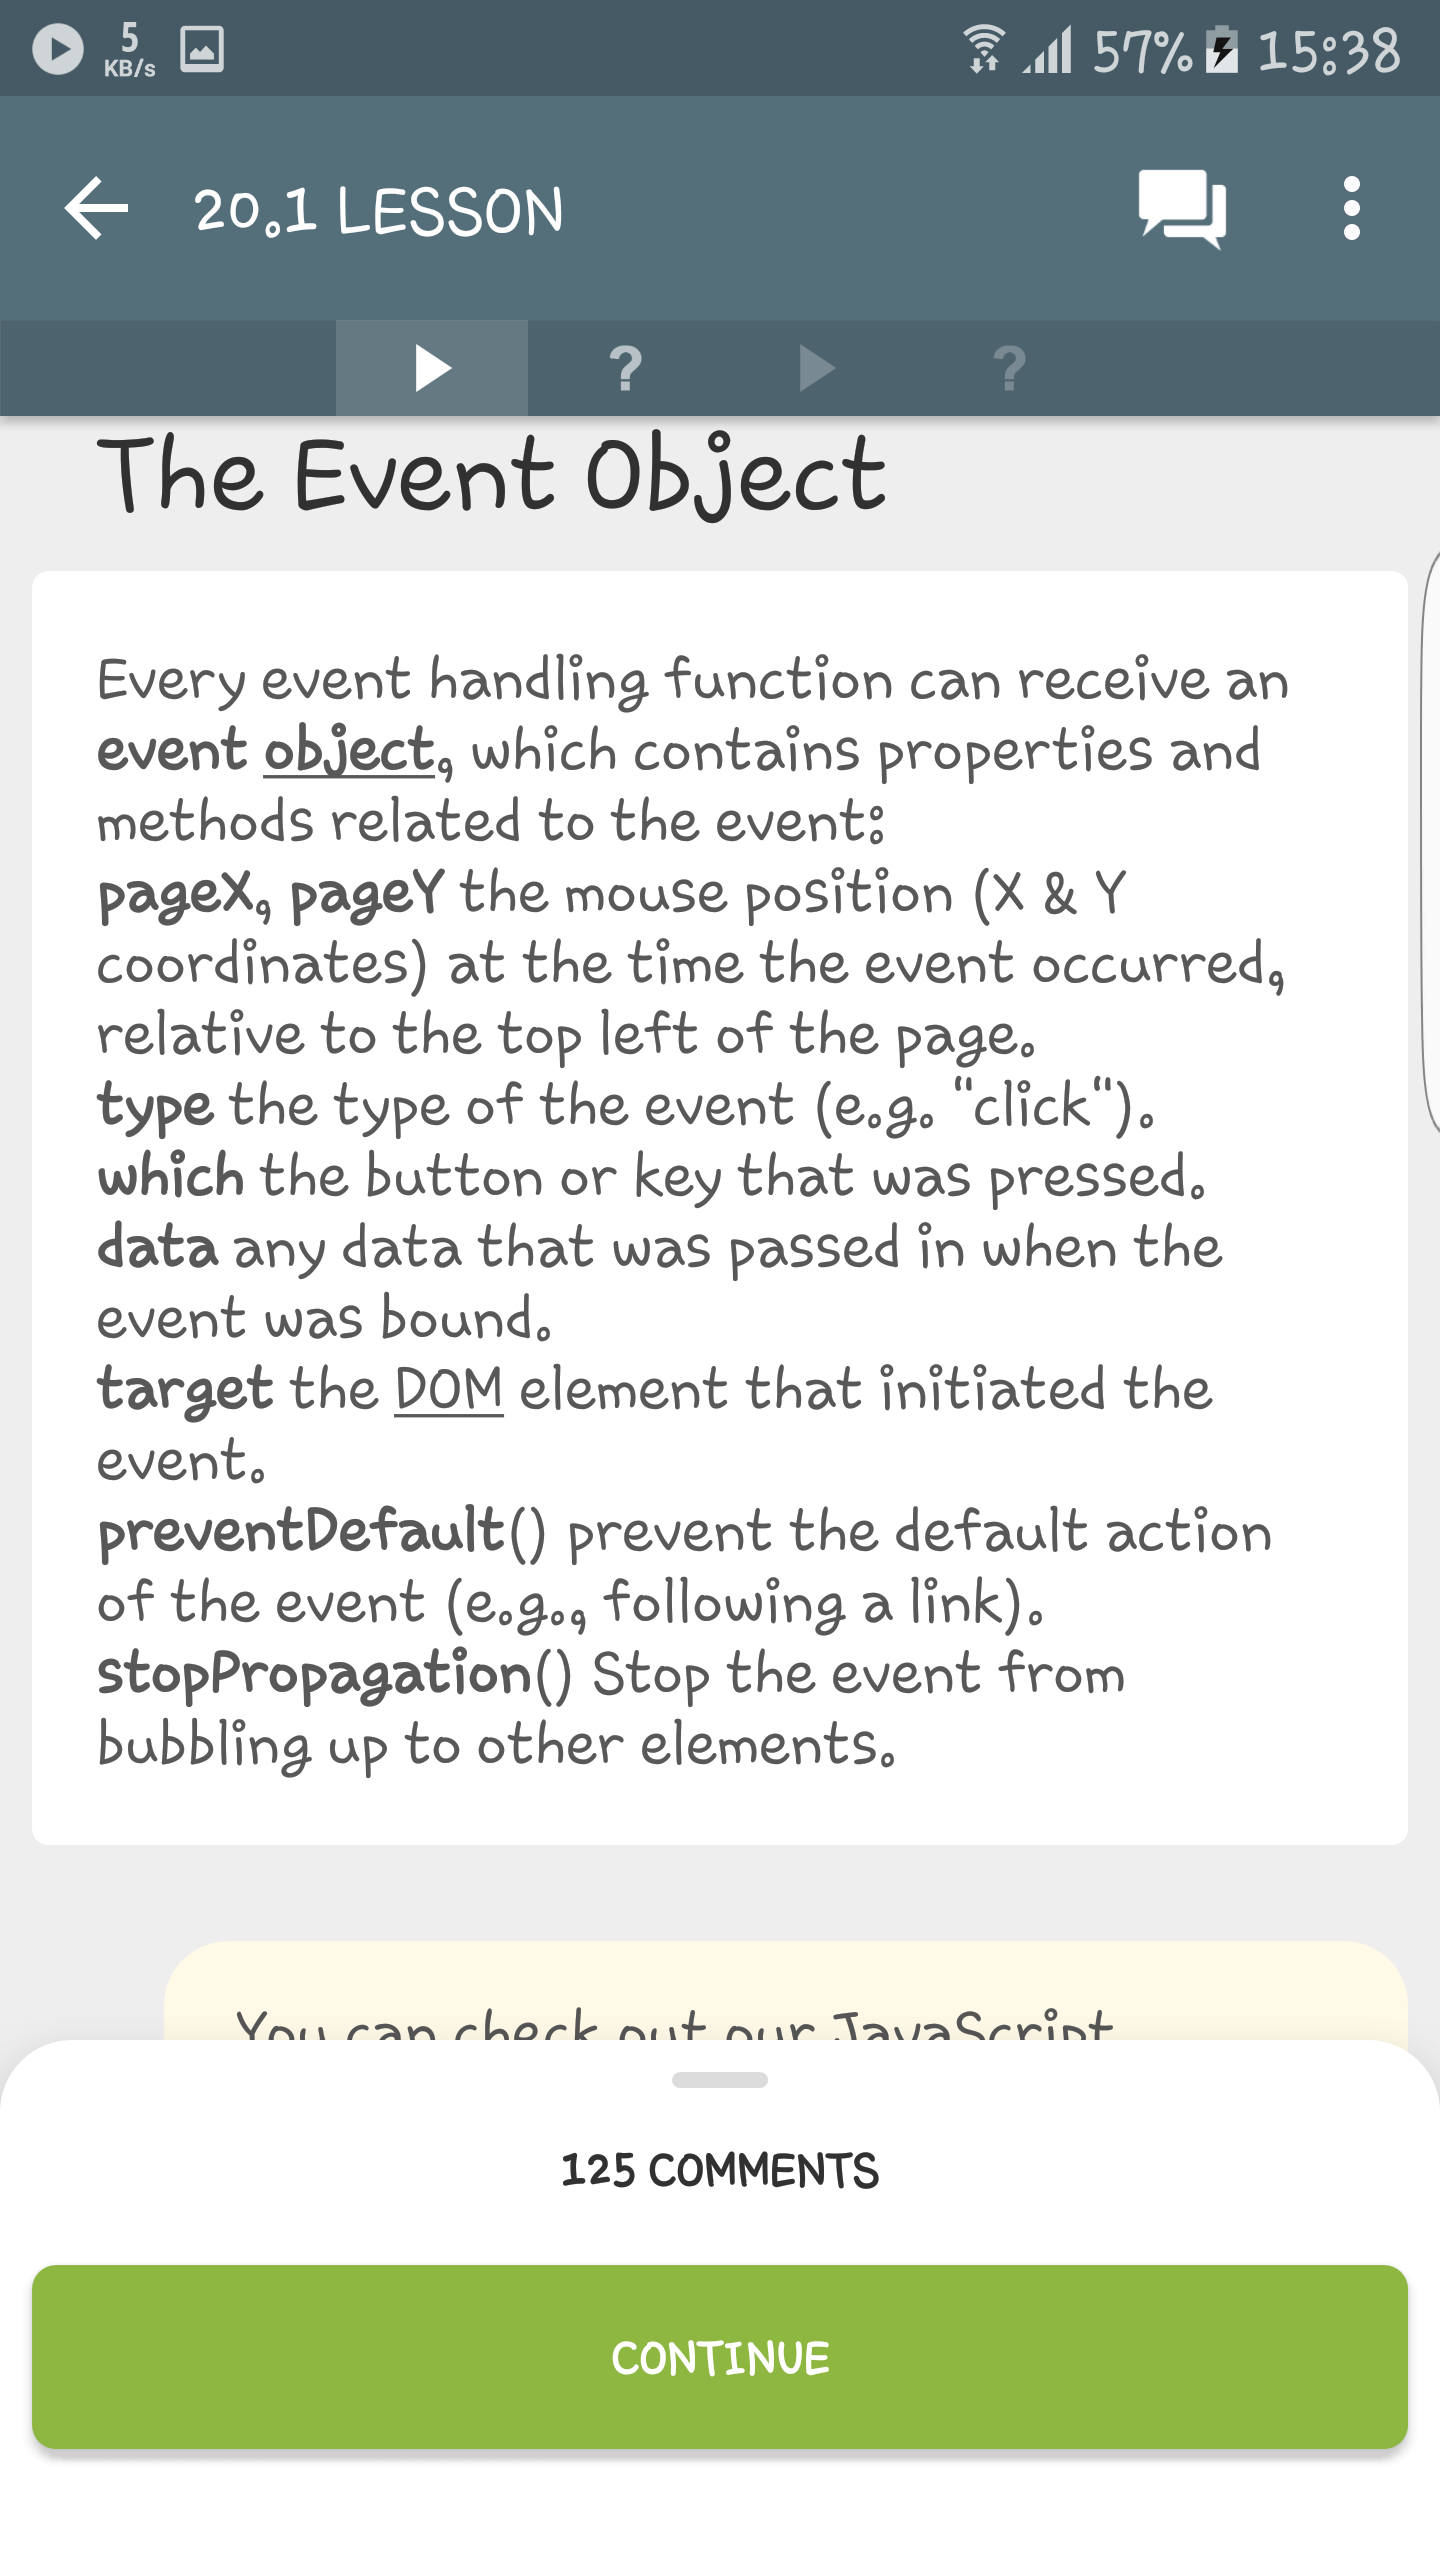 5
KB/s
57%
15:38
20.1 LESSON
?
?
The Event Object
Every event handling function can receive an
event object, which contains properties and
methods related to the event:
pageX, pageY the mouse position (X & Y
coordinates) at the time the event occurred,
relative to the top left of the page.
type the type of the event (e.g. "click").
which the button or key that was pressed.
data any data that was passed in when the
event was bound.
target the DOM element that initiated the
event.
preventDefault() prevent the default action
of the event (e.g., following a link).
stopPropagation() Stop the event from
bubbling up to other elements.
You can check out our JavaScript
125 COMMENTS
CONTINUE